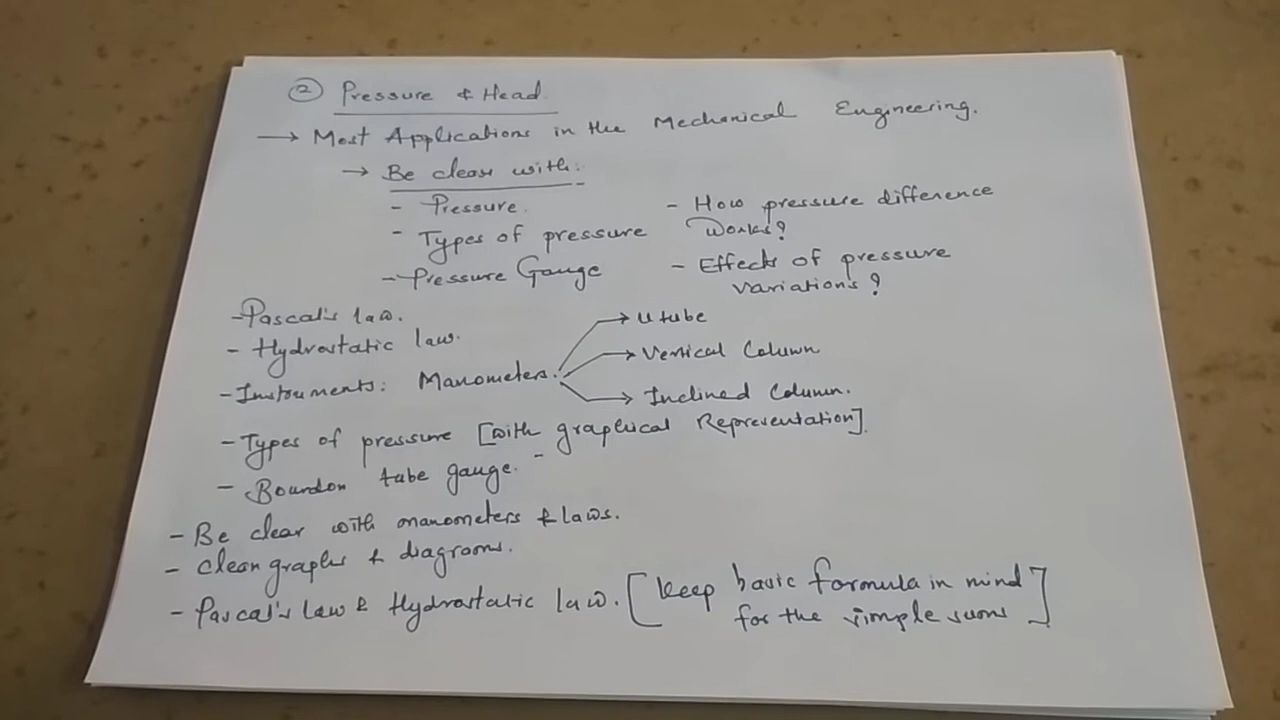 ② Pressure & Head.
→ Most Applications in the Mechanical Engineering.
→ Be clear with:
- Pressure.
- Types of pressure
- Pressure Gauge
- How pressure difference
Works?
- Effects of pressure
variations?
- Pascal's law.
- Hydrostatic law.
- Instruments: Manometers.
→ U tube
→ Vertical Column
→ Inclined Column.
- Types of pressure [with graphical Representation].
- Bourdon tube gauge.
- Be clear with manometers & laws.
- Clean graphs & diagrams.
- Pascal's law & Hydrostatic law. [keep basic formula in mind
for the simple sums]